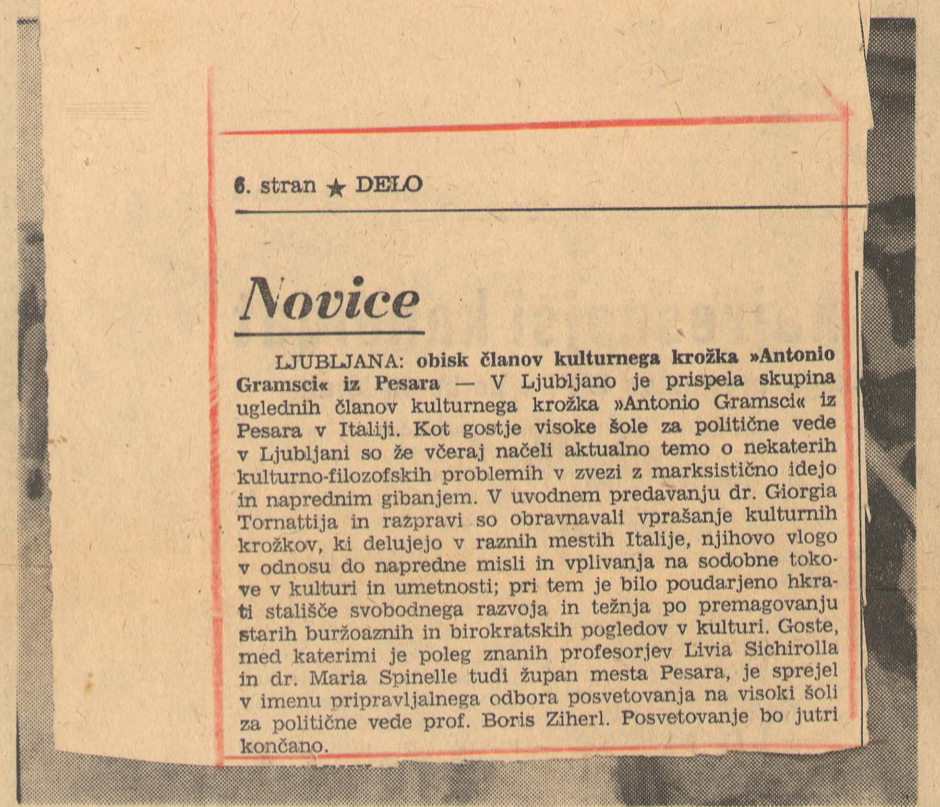 6. stran ★ DELO
Novice
LJUBLJANA: obisk članov kulturnega krožka »Antonio
Gramsci« iz Pesara — V Ljubljano je prispela skupina
uglednih članov kulturnega krožka »Antonio Gramsci« iz
Pesara v Italiji. Kot gostje visoke šole za politične vede
v Ljubljani so že včeraj načeli aktualno temo o nekaterih
kulturno-filozofskih problemih v zvezi z marksistično idejo
in naprednim gibanjem. V uvodnem predavanju dr. Giorgia
Tornattija in razpravi so obravnavali vprašanje kulturnih
krožkov, ki delujejo v raznih mestih Italije, njihovo vlogo
v odnosu do napredne misli in vplivanja na sodobne toko-
ve v kulturi in umetnosti; pri tem je bilo poudarjeno hkra-
ti stališče svobodnega razvoja in težnja po premagovanju
starih buržoaznih in birokratskih pogledov v kulturi. Goste,
med katerimi je poleg znanih profesorjev Livia Sichirolla
in dr. Maria Spinelle tudi župan mesta Pesara, je sprejel
v imenu pripravljalnega odbora posvetovanja na visoki šoli
za politične vede prof. Boris Ziherl. Posvetovanje bo jutri
končano.